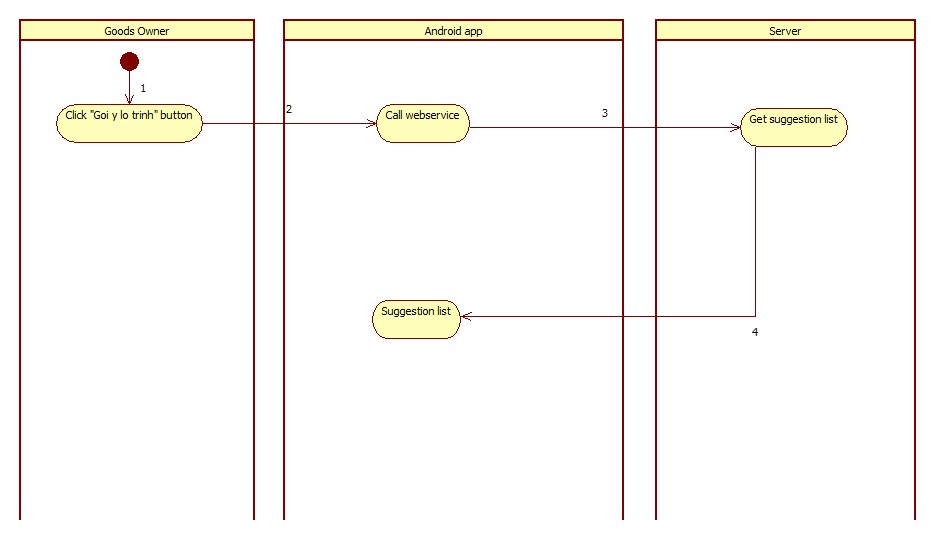 Goods Owner
Android app
Server
1
Click "Goi y lo trinh" button
2
Call webservice
3
Get suggestion list
Suggestion list
4